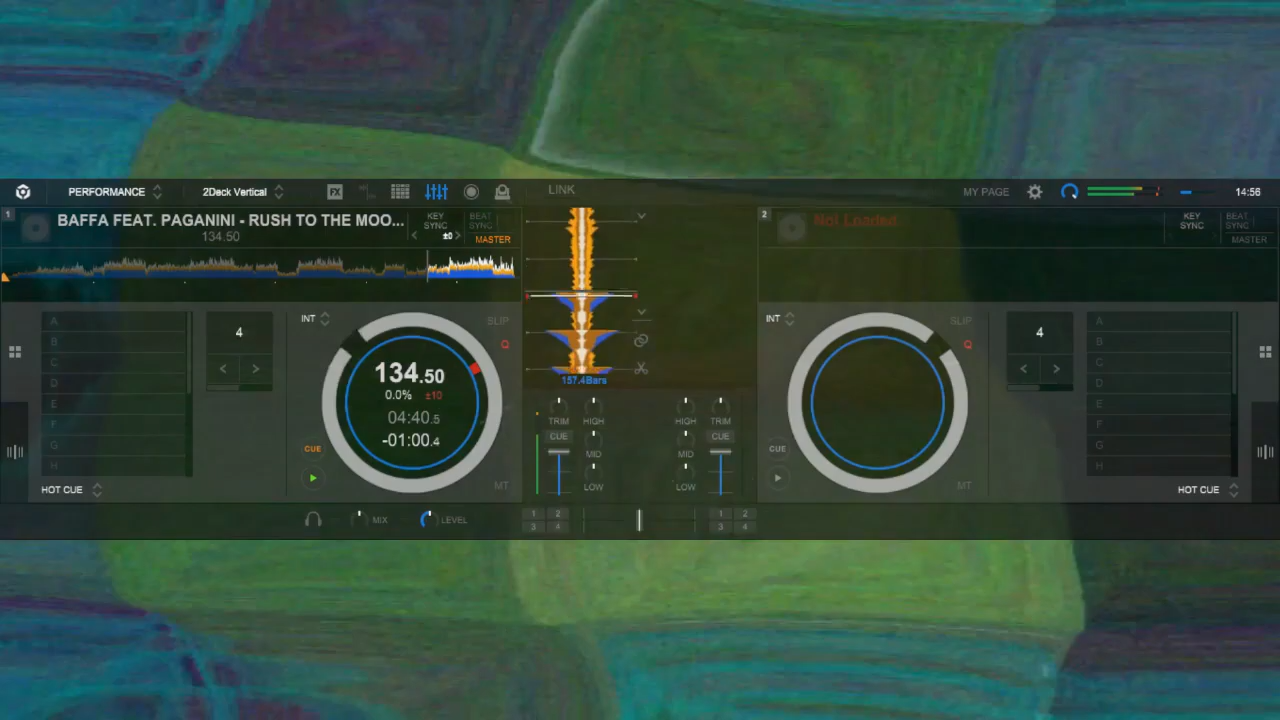 PERFORMANCE 2Deck Vertical FX LINK MY PAGE 14:56
1 BAFFA FEAT. PAGANINI - RUSH TO THE MOO... KEY SYNC BEAT SYNC
134.50 ±0 MASTER
2 Not Loaded KEY SYNC BEAT SYNC
MASTER
INT SLIP
A
B
C
D
E
F
G
H
HOT CUE
4
< >
Q
134.50
0.0% ±10
04:40.5
-01:00.4
CUE
MT
157.4Bars
TRIM HIGH HIGH TRIM
CUE CUE
MID MID
LOW LOW
INT SLIP
Q
CUE
MT
4
< >
A
B
C
D
E
F
G
H
HOT CUE
MIX LEVEL
1 2 1 2
3 4 3 4